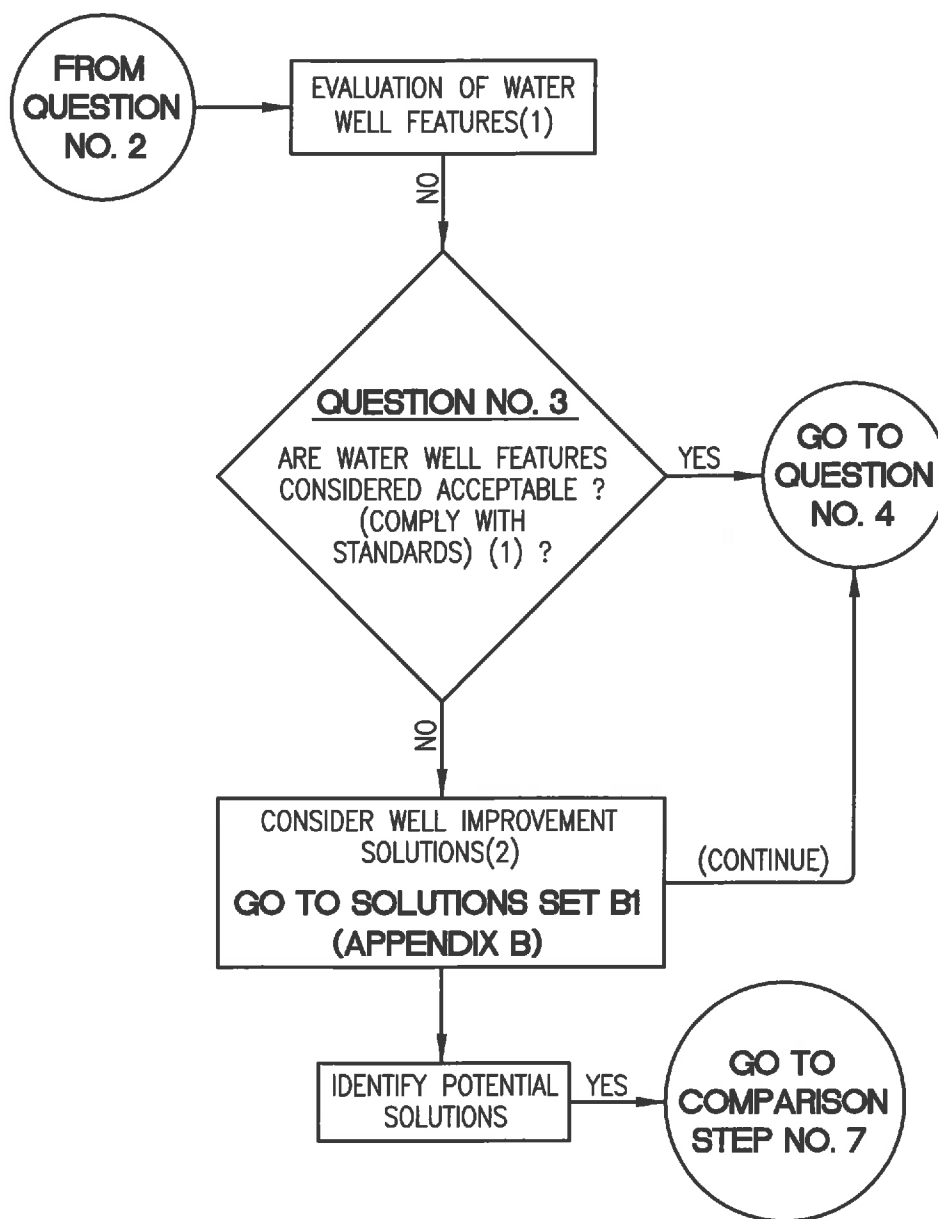 FROM
QUESTION
NO. 2
EVALUATION OF WATER
WELL FEATURES(1)
NO
QUESTION NO. 3
ARE WATER WELL FEATURES
CONSIDERED ACCEPTABLE ?
(COMPLY WITH
STANDARDS) (1) ?
YES
GO TO
QUESTION
NO. 4
NO
CONSIDER WELL IMPROVEMENT
SOLUTIONS(2)
GO TO SOLUTIONS SET B1
(APPENDIX B)
(CONTINUE)
IDENTIFY POTENTIAL
SOLUTIONS
YES
GO TO
COMPARISON
STEP NO. 7